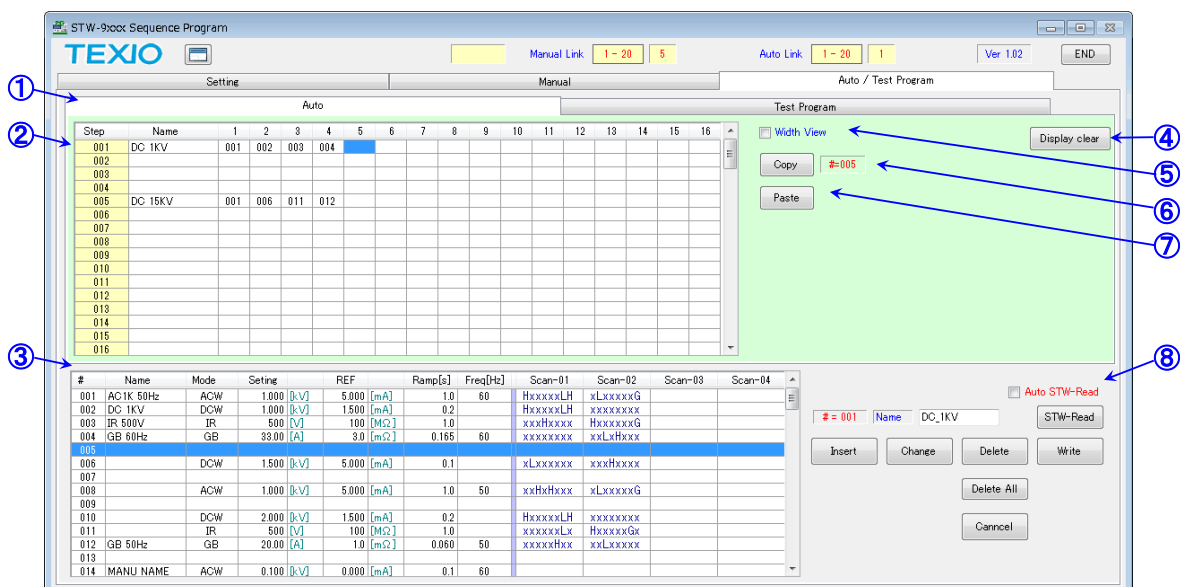 STW-9xxx Sequence Program
TEXIO Manual Link 1 - 20 5 Auto Link 1 - 20 1 Ver 1.02 END
Setting Manual Auto / Test Program
① Auto Test Program
② Step Name 1 2 3 4 5 6 7 8 9 10 11 12 13 14 15 16 Width View Display clear ④
001 DC 1KV 001 002 003 004
002
003 Copy #=005 ⑤
004
005 DC 15KV 001 006 011 012 Paste
006 ⑥
007
008 ⑦
009
010
011
012
013
014
015
016
③ ⑧
# Name Mode Seting REF Ramp[s] Freq[Hz] Scan-01 Scan-02 Scan-03 Scan-04
001 AC1K 50Hz ACW 1.000 [kV] 5.000 [mA] 1.0 60 HxxxxxLH xLxxxxxG Auto STW-Read
002 DC 1KV DCW 1.000 [kV] 1.500 [mA] 0.2 HxxxxxLH xxxxxxxx
003 IR 500V IR 500 [V] 100 [MΩ] 1.0 xxxHxxxx HxxxxxxG # = 001 Name DC_1KV STW-Read
004 GB 60Hz GB 33.00 [A] 3.0 [mΩ] 0.165 60 xxxxxxxx xxLxHxxx
005 Insert Change Delete Write
006 DCW 1.500 [kV] 5.000 [mA] 0.1 xLxxxxxx xxxHxxxx
007
008 ACW 1.000 [kV] 5.000 [mA] 1.0 50 xxHxHxxx xLxxxxxG Delete All
009
010 DCW 2.000 [kV] 1.500 [mA] 0.2 HxxxxxLH xxxxxxxx
011 IR 500 [V] 100 [MΩ] 1.0 xxxxxxLx HxxxxxGx Canncel
012 GB 50Hz GB 20.00 [A] 1.0 [mΩ] 0.060 50 xxxxxHxx xxLxxxxx
013
014 MANU NAME ACW 0.100 [kV] 0.000 [mA] 0.1 60